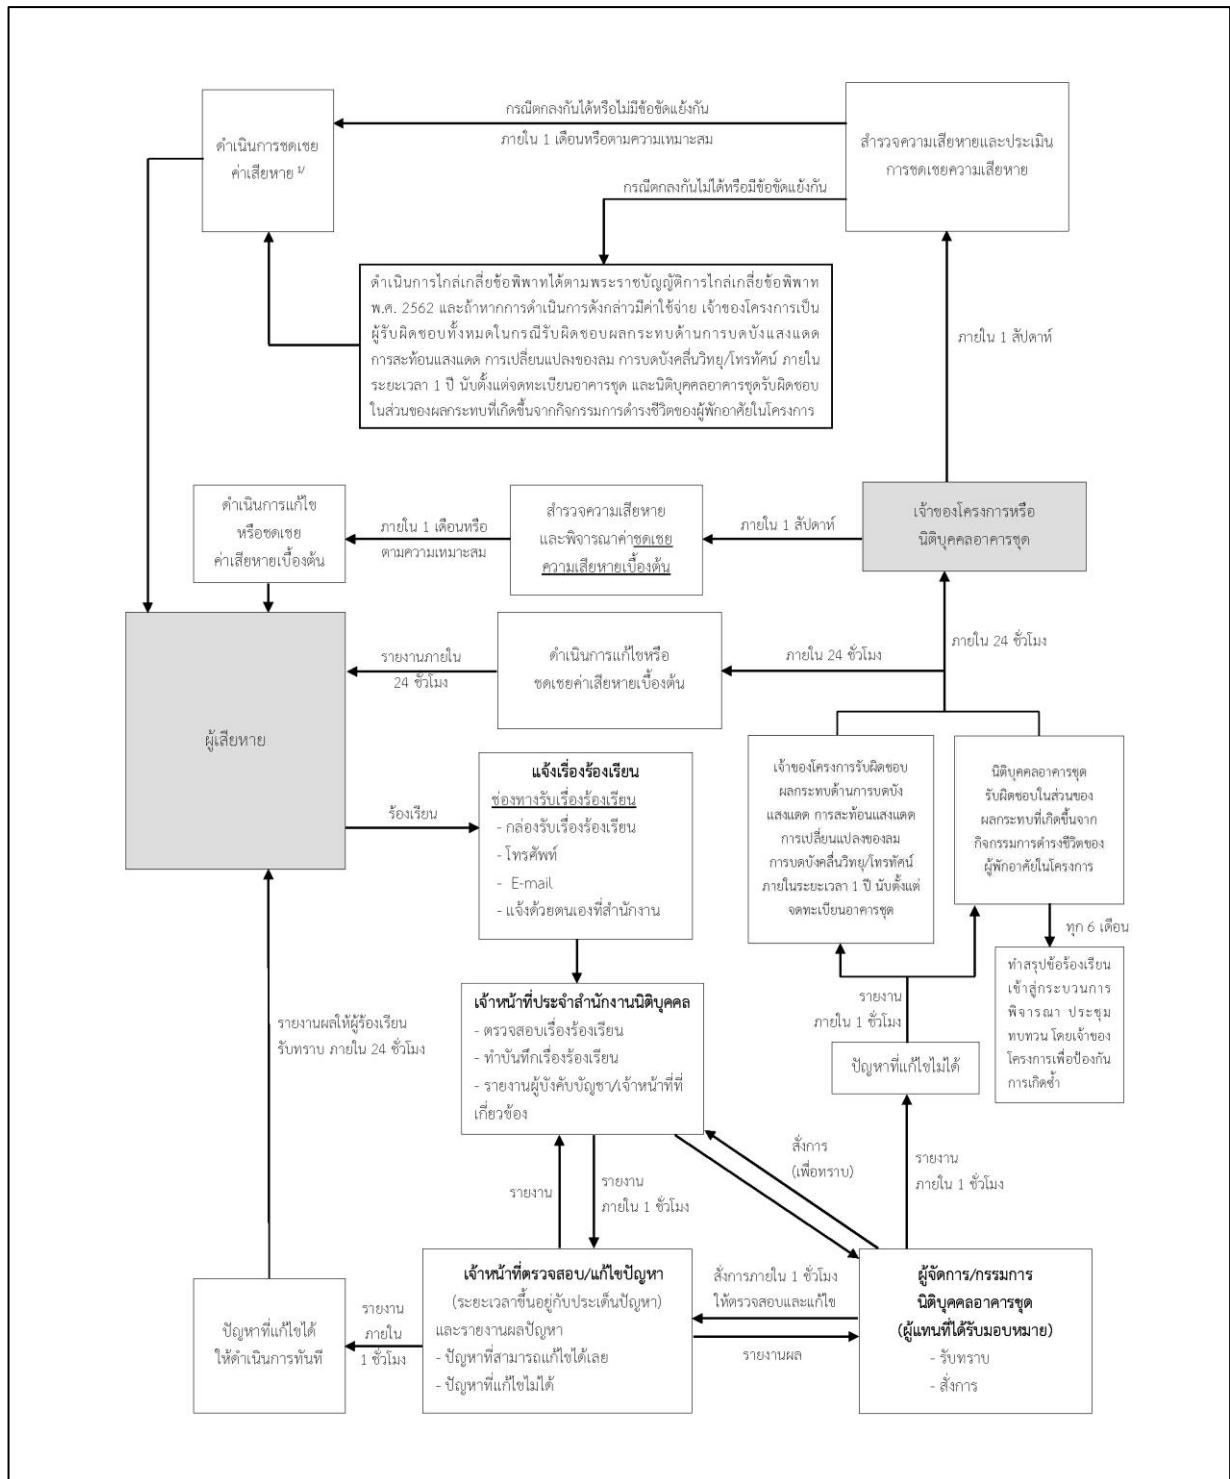 กรณีตกลงกันได้หรือไม่มีข้อขัดแย้งกัน
ภายใน 1 เดือนหรือตามความเหมาะสม
ดำเนินการชดเชย
ค่าเสียหาย 1/
สำรวจความเสียหายและประเมิน
การชดเชยความเสียหาย
กรณีตกลงกันไม่ได้หรือมีข้อขัดแย้งกัน
ดำเนินการไกล่เกลี่ยข้อพิพาทได้ตามพระราชบัญญัติการไกล่เกลี่ยข้อพิพาท
พ.ศ. 2562 และถ้าหากการดำเนินการดังกล่าวมีค่าใช้จ่าย เจ้าของโครงการเป็น
ผู้รับผิดชอบทั้งหมดในกรณีรับผิดชอบผลกระทบด้านการบดบังแสงแดด
การสะท้อนแสงแดด การเปลี่ยนแปลงของลม การบดบังคลื่นวิทยุ/โทรทัศน์ ภายใน
ระยะเวลา 1 ปี นับตั้งแต่จดทะเบียนอาคารชุด และนิติบุคคลอาคารชุดรับผิดชอบ
ในส่วนของผลกระทบที่เกิดขึ้นจากกิจกรรมการดำรงชีวิตของผู้พักอาศัยในโครงการ
ภายใน 1 สัปดาห์
ดำเนินการแก้ไข
หรือชดเชย
ค่าเสียหายเบื้องต้น
ภายใน 1 เดือนหรือ
ตามความเหมาะสม
สำรวจความเสียหาย
และพิจารณาค่าชดเชย
ความเสียหายเบื้องต้น
ภายใน 1 สัปดาห์
เจ้าของโครงการหรือ
นิติบุคคลอาคารชุด
ผู้เสียหาย
รายงานภายใน
24 ชั่วโมง
ดำเนินการแก้ไขหรือ
ชดเชยค่าเสียหายเบื้องต้น
ภายใน 24 ชั่วโมง
ภายใน 24 ชั่วโมง
ร้องเรียน
แจ้งเรื่องร้องเรียน
ช่องทางรับเรื่องร้องเรียน
- กล่องรับเรื่องร้องเรียน
- โทรศัพท์
- E-mail
- แจ้งด้วยตนเองที่สำนักงาน
เจ้าของโครงการรับผิดชอบ
ผลกระทบด้านการบดบัง
แสงแดด การสะท้อนแสงแดด
การเปลี่ยนแปลงของลม
การบดบังคลื่นวิทยุ/โทรทัศน์
ภายในระยะเวลา 1 ปี นับตั้งแต่
จดทะเบียนอาคารชุด
นิติบุคคลอาคารชุด
รับผิดชอบในส่วนของ
ผลกระทบที่เกิดขึ้นจาก
กิจกรรมการดำรงชีวิตของ
ผู้พักอาศัยในโครงการ
ทุก 6 เดือน
ทำสรุปข้อร้องเรียน
เข้าสู่กระบวนการ
พิจารณา ประชุม
ทบทวน โดยเจ้าของ
โครงการเพื่อป้องกัน
การเกิดซ้ำ
รายงาน
ภายใน 1 ชั่วโมง
ปัญหาที่แก้ไขไม่ได้
เจ้าหน้าที่ประจำสำนักงานนิติบุคคล
- ตรวจสอบเรื่องร้องเรียน
- ทำบันทึกเรื่องร้องเรียน
- รายงานผู้บังคับบัญชา/เจ้าหน้าที่ที่
เกี่ยวข้อง
รายงานผลให้ผู้ร้องเรียน
รับทราบ ภายใน 24 ชั่วโมง
รายงาน
รายงาน
ภายใน 1 ชั่วโมง
สั่งการ
(เพื่อทราบ)
รายงาน
ภายใน 1 ชั่วโมง
ปัญหาที่แก้ไขได้
ให้ดำเนินการทันที
รายงาน
ภายใน
1 ชั่วโมง
เจ้าหน้าที่ตรวจสอบ/แก้ไขปัญหา
(ระยะเวลาขึ้นอยู่กับประเด็นปัญหา)
และรายงานผลปัญหา
- ปัญหาที่สามารถแก้ไขได้เลย
- ปัญหาที่แก้ไขไม่ได้
สั่งการภายใน 1 ชั่วโมง
ให้ตรวจสอบและแก้ไข
รายงานผล
ผู้จัดการ/กรรมการ
นิติบุคคลอาคารชุด
(ผู้แทนที่ได้รับมอบหมาย)
- รับทราบ
- สั่งการ